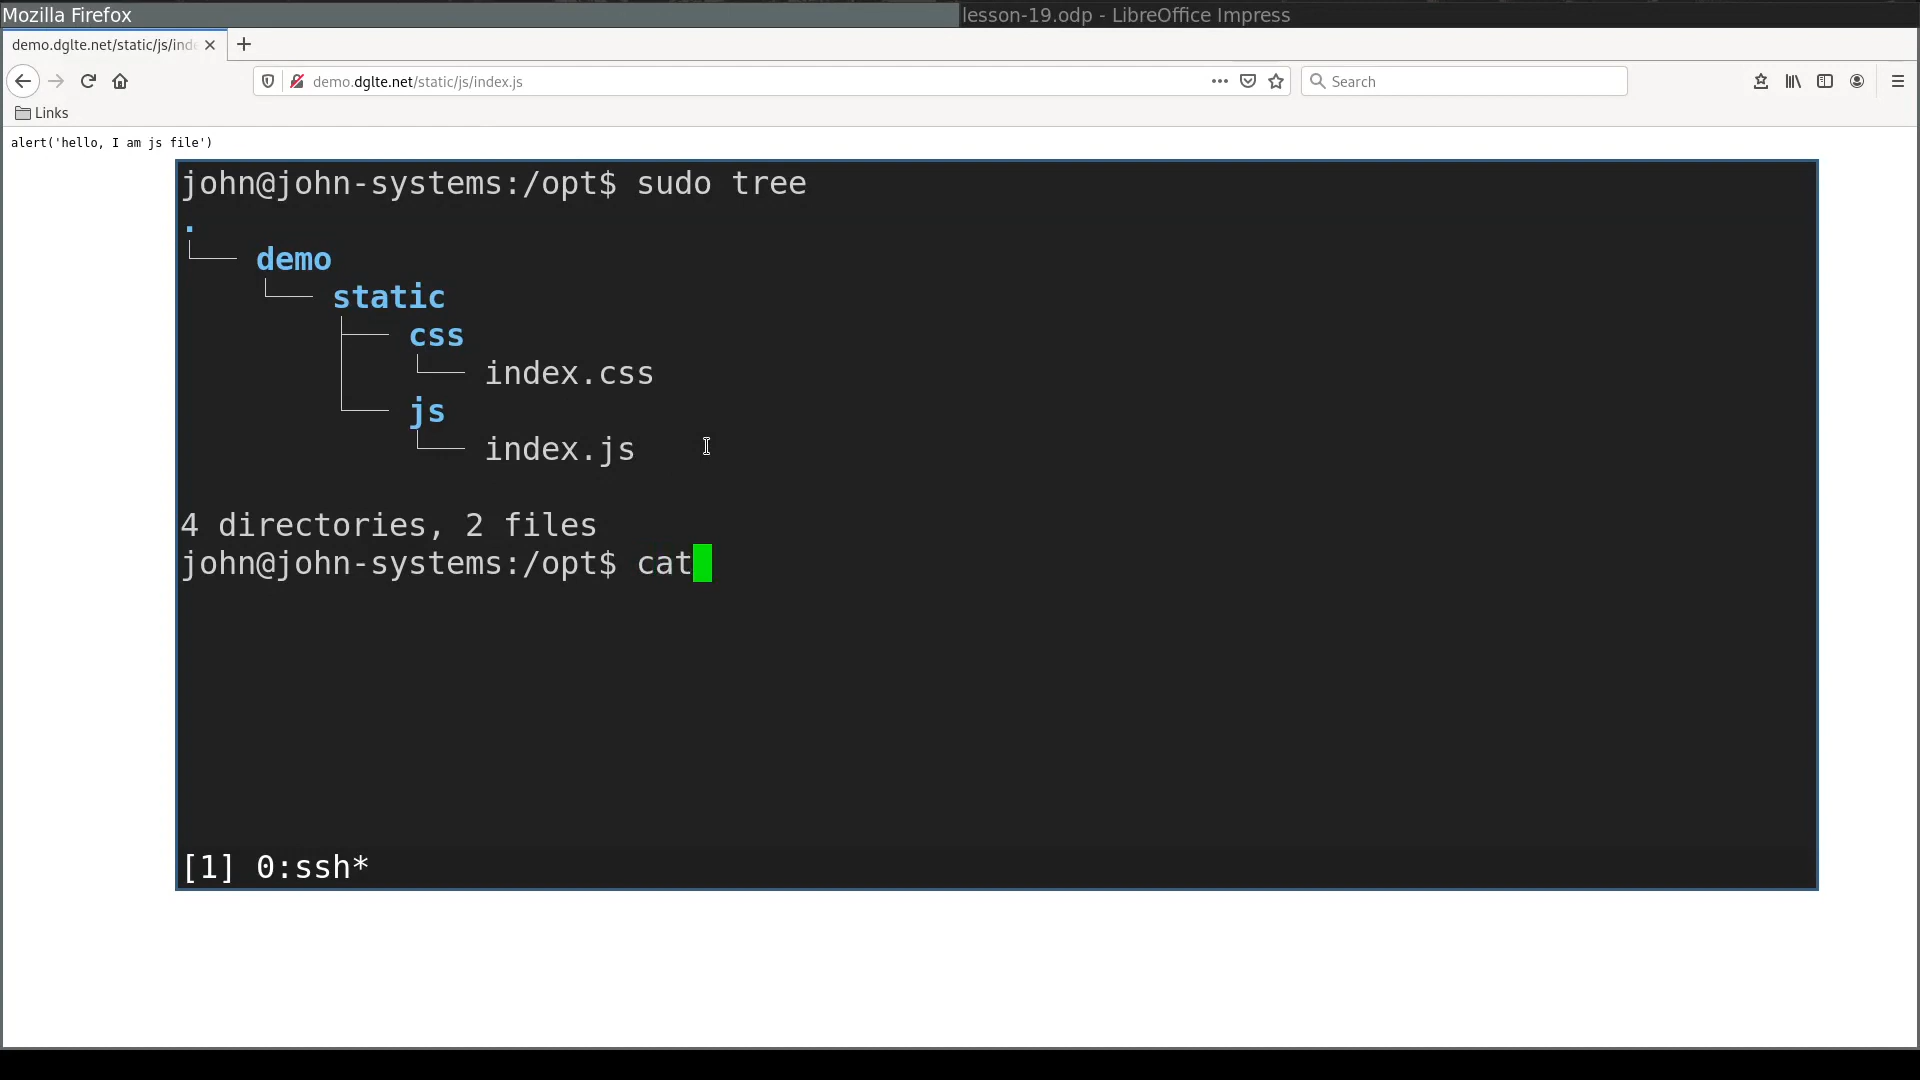 Mozilla Firefox
lesson-19.odp - LibreOffice Impress
demo.dglte.net/static/js/inde
demo.dglte.net/static/js/index.js
Search
Links
alert('hello, I am js file')
john@john-systems:/opt$ sudo tree
.
└── demo
    └── static
        ├── css
        │   └── index.css
        └── js
            └── index.js
4 directories, 2 files
john@john-systems:/opt$ cat
[1] 0:ssh*